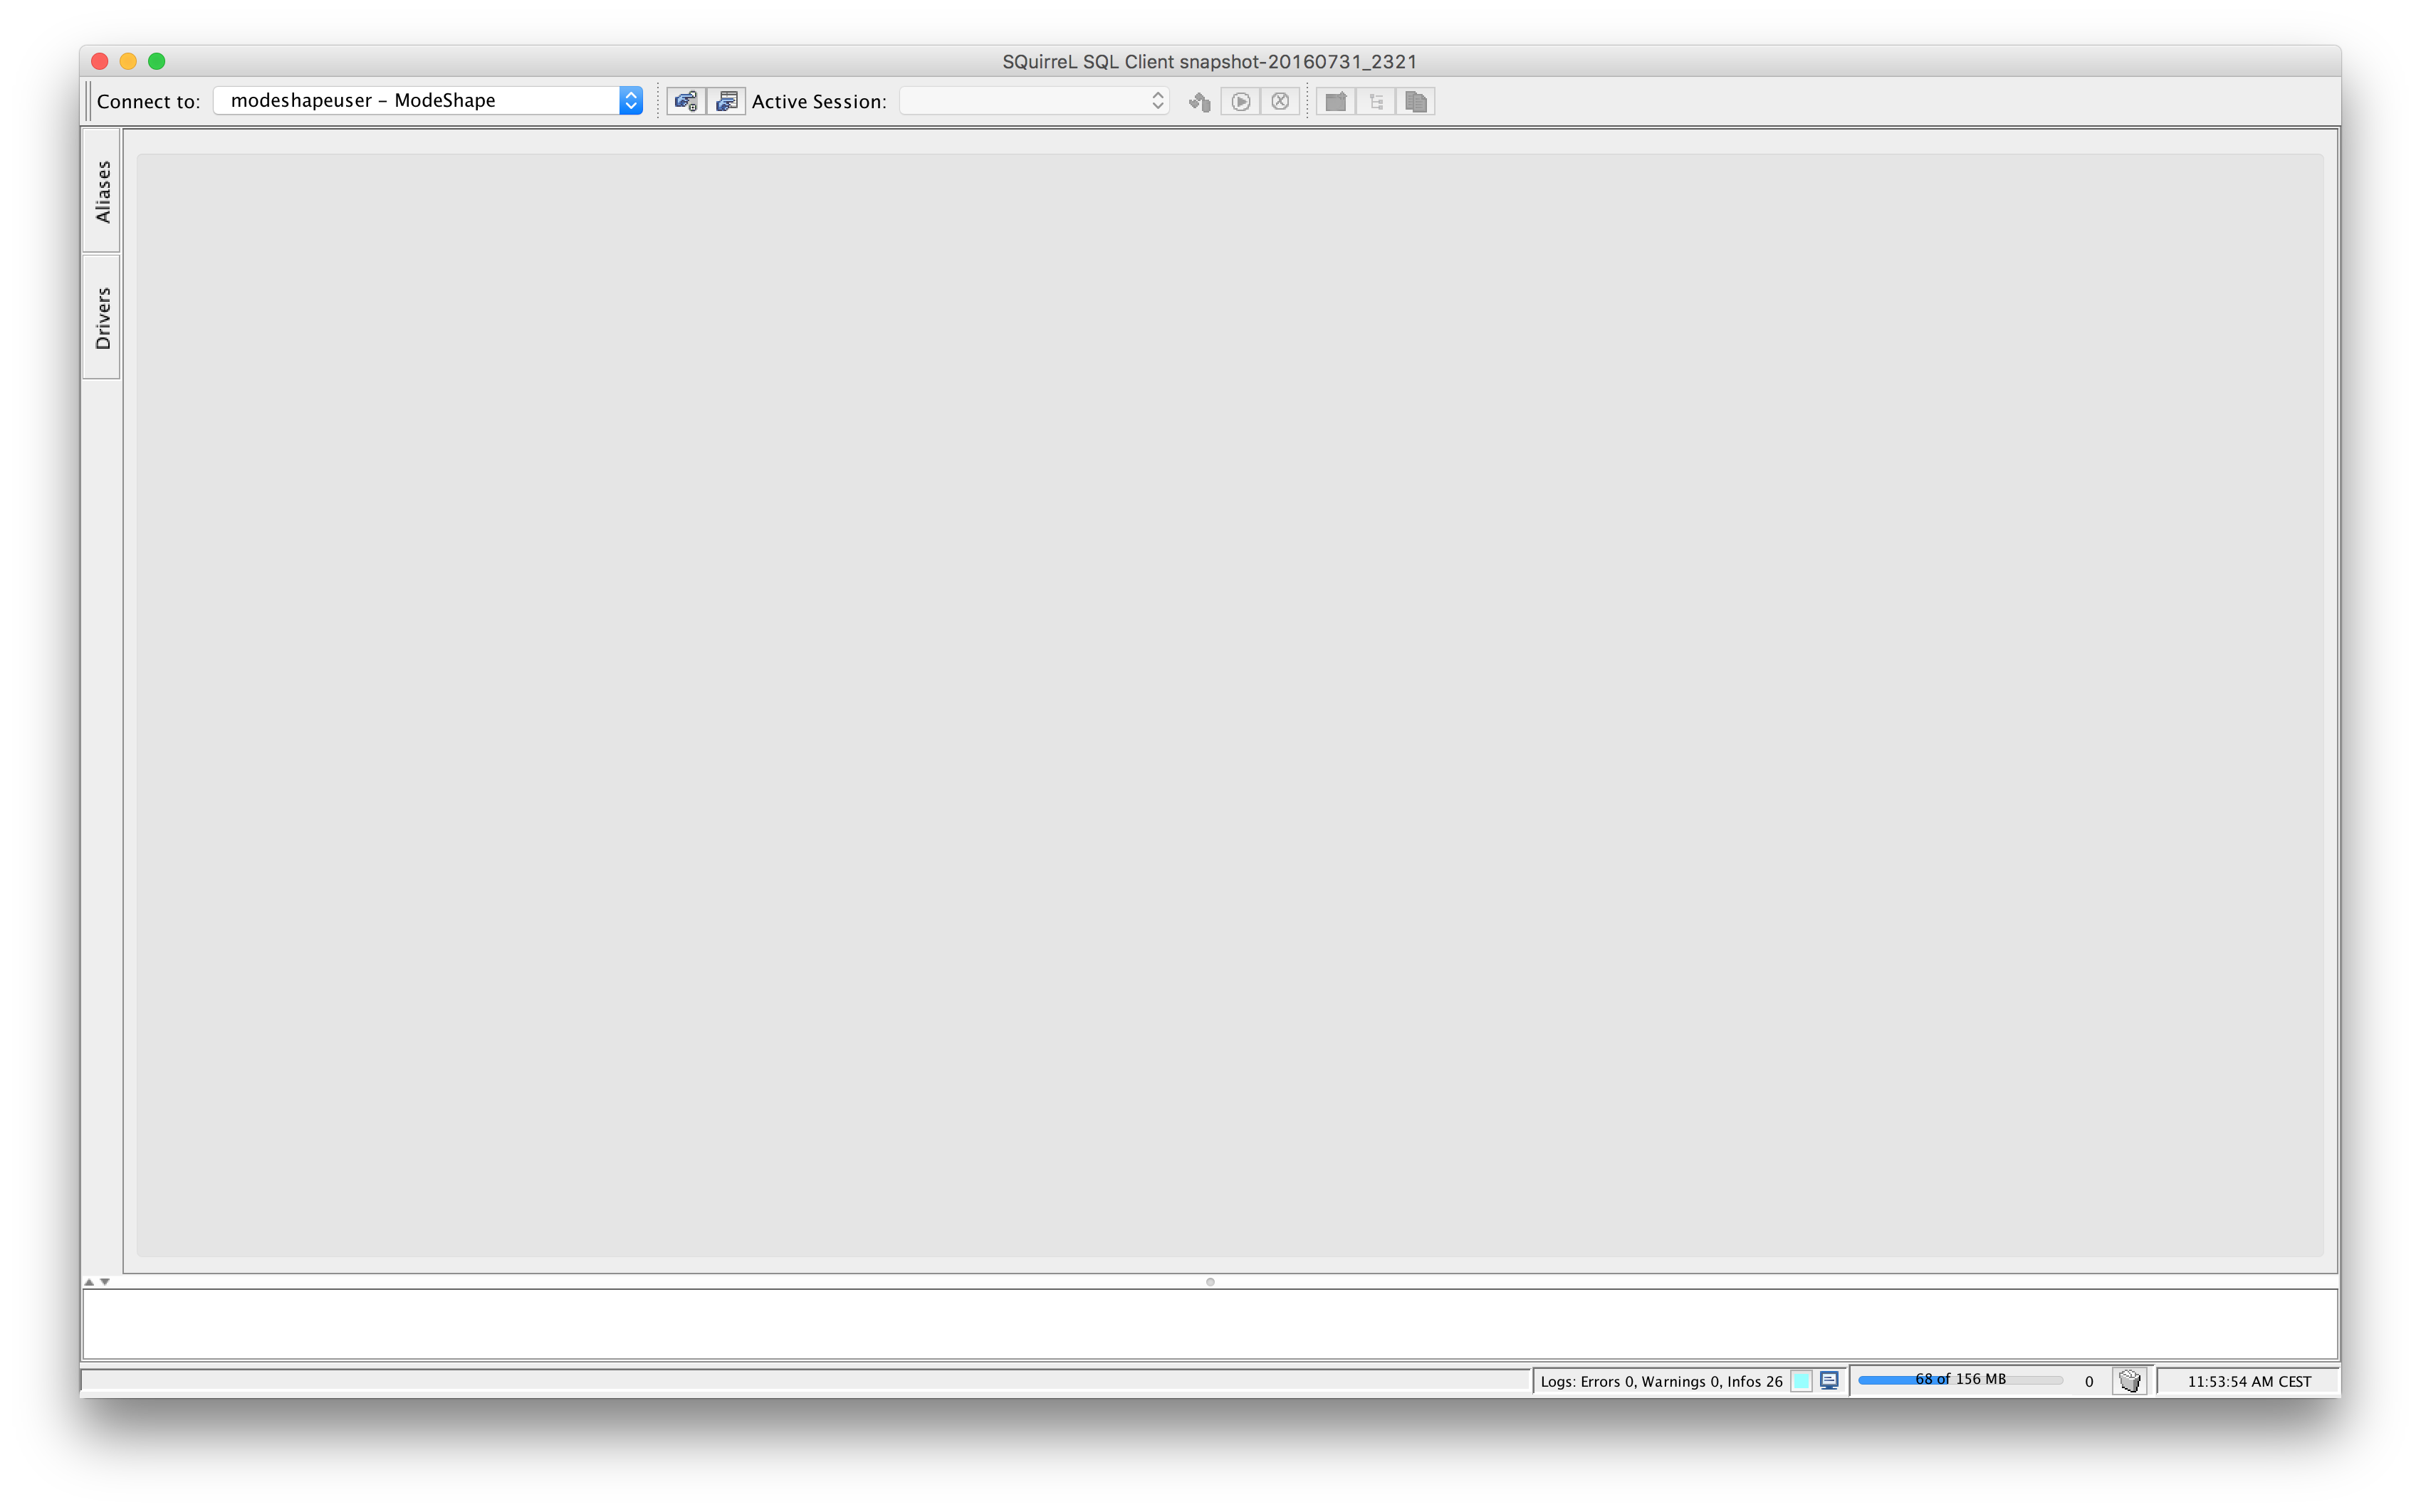 SQuirreL SQL Client snapshot-20160731_2321
Connect to: modeshapeuser – ModeShape Active Session:
Aliases
Drivers
Logs: Errors 0, Warnings 0, Infos 26 68 of 156 MB 0 11:53:54 AM CEST